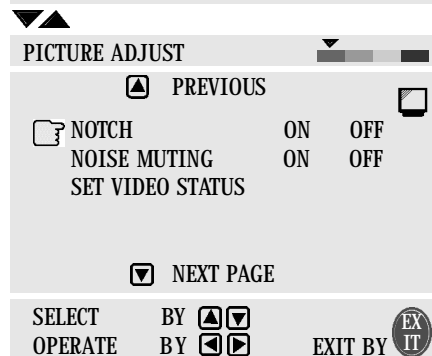 PICTURE ADJUST
PREVIOUS
NOTCH ON OFF
NOISE MUTING ON OFF
SET VIDEO STATUS
NEXT PAGE
SELECT BY
OPERATE BY EXIT BY EXIT